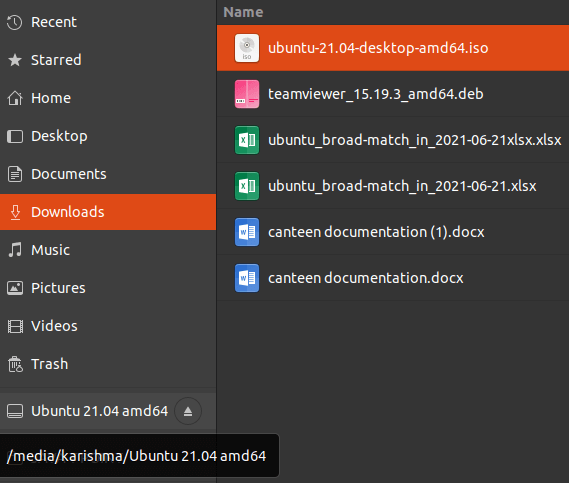 Recent
Starred
Home
Desktop
Documents
Downloads
Music
Pictures
Videos
Trash
Ubuntu 21.04 amd64
/media/karishma/Ubuntu 21.04 amd64
Name
iso
ubuntu-21.04-desktop-amd64.iso
teamviewer_15.19.3_amd64.deb
ubuntu_broad-match_in_2021-06-21xlsx.xlsx
ubuntu_broad-match_in_2021-06-21.xlsx
canteen documentation (1).docx
canteen documentation.docx